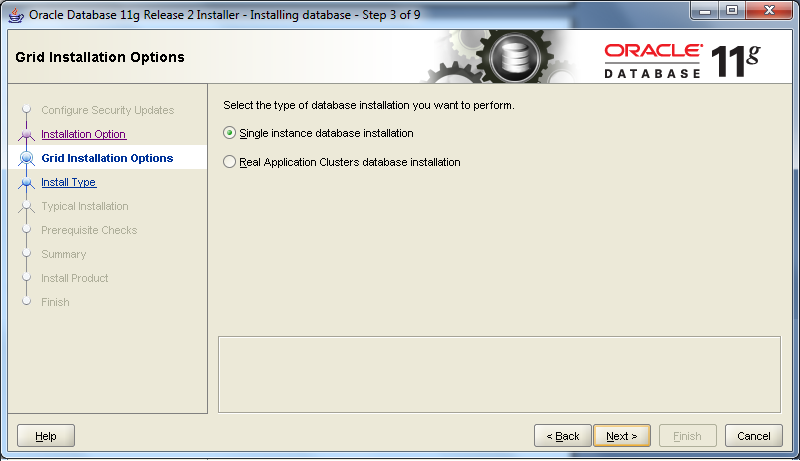 Oracle Database 11g Release 2 Installer - Installing database - Step 3 of 9
Grid Installation Options
ORACLE
DATABASE 11g
Configure Security Updates
Installation Option
Grid Installation Options
Install Type
Typical Installation
Prerequisite Checks
Summary
Install Product
Finish
Select the type of database installation you want to perform.
Single instance database installation
Real Application Clusters database installation
Help
< Back
Next >
Finish
Cancel